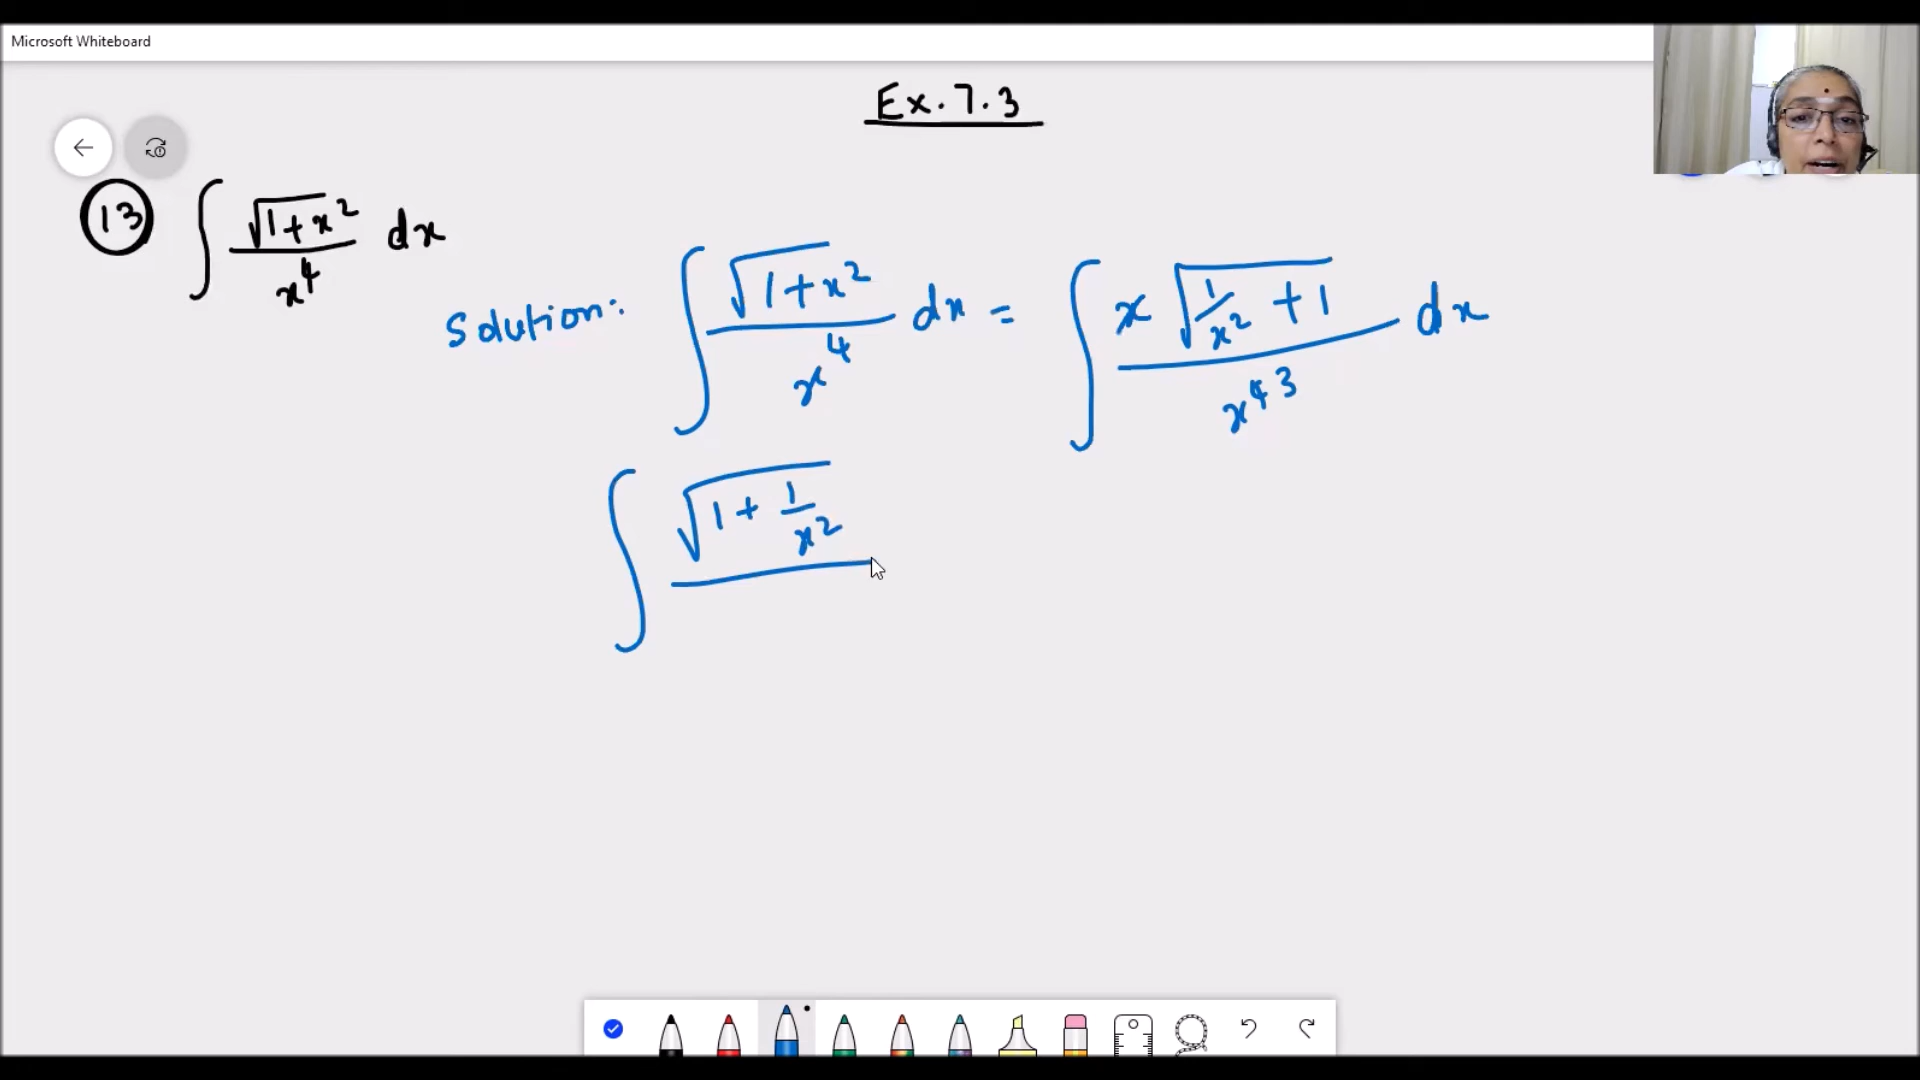 Microsoft Whiteboard
Ex.7.3
13 ∫ √(1+x²) / x⁴ dx
Solution: ∫ √(1+x²) / x⁴ dx = ∫ x √(1/x² + 1) / x⁴ ³ dx
∫ √(1 + 1/x²)